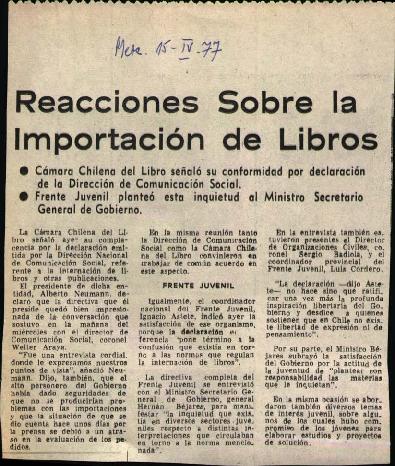 Merc. 15-IV-77
Reacciones Sobre la
Importación de Libros
● Cámara Chilena del Libro señaló su conformidad por declaración
de la Dirección de Comunicación Social.
● Frente Juvenil planteó esta inquietud al Ministro Secretario
General de Gobierno.
La Cámara Chilena del Li-
bro señaló ayer su compla-
cencia por la declaración emi-
tida por la Dirección Nacional
de Comunicación Social, refe-
rente a la internación de li-
bros y otras publicaciones.
El presidente de dicha en-
tidad, Alberto Neumann, de-
claró que la directiva que él
preside quedó bien impresio-
nada de la conversación que
sostuvo en la mañana del
miércoles con el director de
Comunicación Social, coronel
Welter Araya.
"Fue una entrevista cordial
donde expresamos nuestros
puntos de vista", añadió Neu-
mann. Dijo, también, que el
alto personero del Gobierno
había dado seguridades de
que no se producirían pro-
blemas con las importaciones
y que la situación de que se
dio cuenta hace unos días por
la prensa se debió a un atra-
so en la evaluación de los pe-
didos.
En la misma reunión tanto
la Dirección de Comunicación
Social como la Cámara Chile-
na del Libro convinieron en
trabajar de común acuerdo en
este aspecto.
FRENTE JUVENIL
Igualmente, el coordinador
nacional del Frente Juvenil,
Ignacio Astete, indicó ayer la
satisfacción de ese organismo,
porque la declaración en re-
ferencia "pone término a la
confusión que existía en tor-
no a las normas que regulan
la internación de libros".
La directiva completa del
Frente Juvenil se entrevistó
con el Ministro Secretario
General de Gobierno, general
Hernán Béjares, para mani-
festar "la inquietud que exis-
tía en diversos sectores juve-
niles respecto a distintas in-
terpretaciones que circulaban
en torno a la norma mencio-
nada".
En la entrevista también es-
tuvieron presentes el Director
de Organizaciones Civiles, co-
ronel Sergio Badiola, y el
coordinador provincial del
Frente Juvenil, Luis Cordero.
"La declaración —dijo Aste-
te— no hace sino que ratifi-
car una vez más la profunda
inspiración libertaria del Go-
bierno y desdice a quienes
sostienen que en Chile no exis-
te libertad de expresión ni de
pensamiento".
Por su parte, el Ministro Bé-
jares subrayó la satisfacción
del Gobierno por la actitud de
la juventud de "plantear con
responsabilidad las materias
que le inquietan".
En la misma ocasión se abor-
daron también diversos temas
de interés juvenil, sobre algu-
nos de los cuales hubo com-
promiso de los jóvenes para
elaborar estudios y proyectos
de solución.